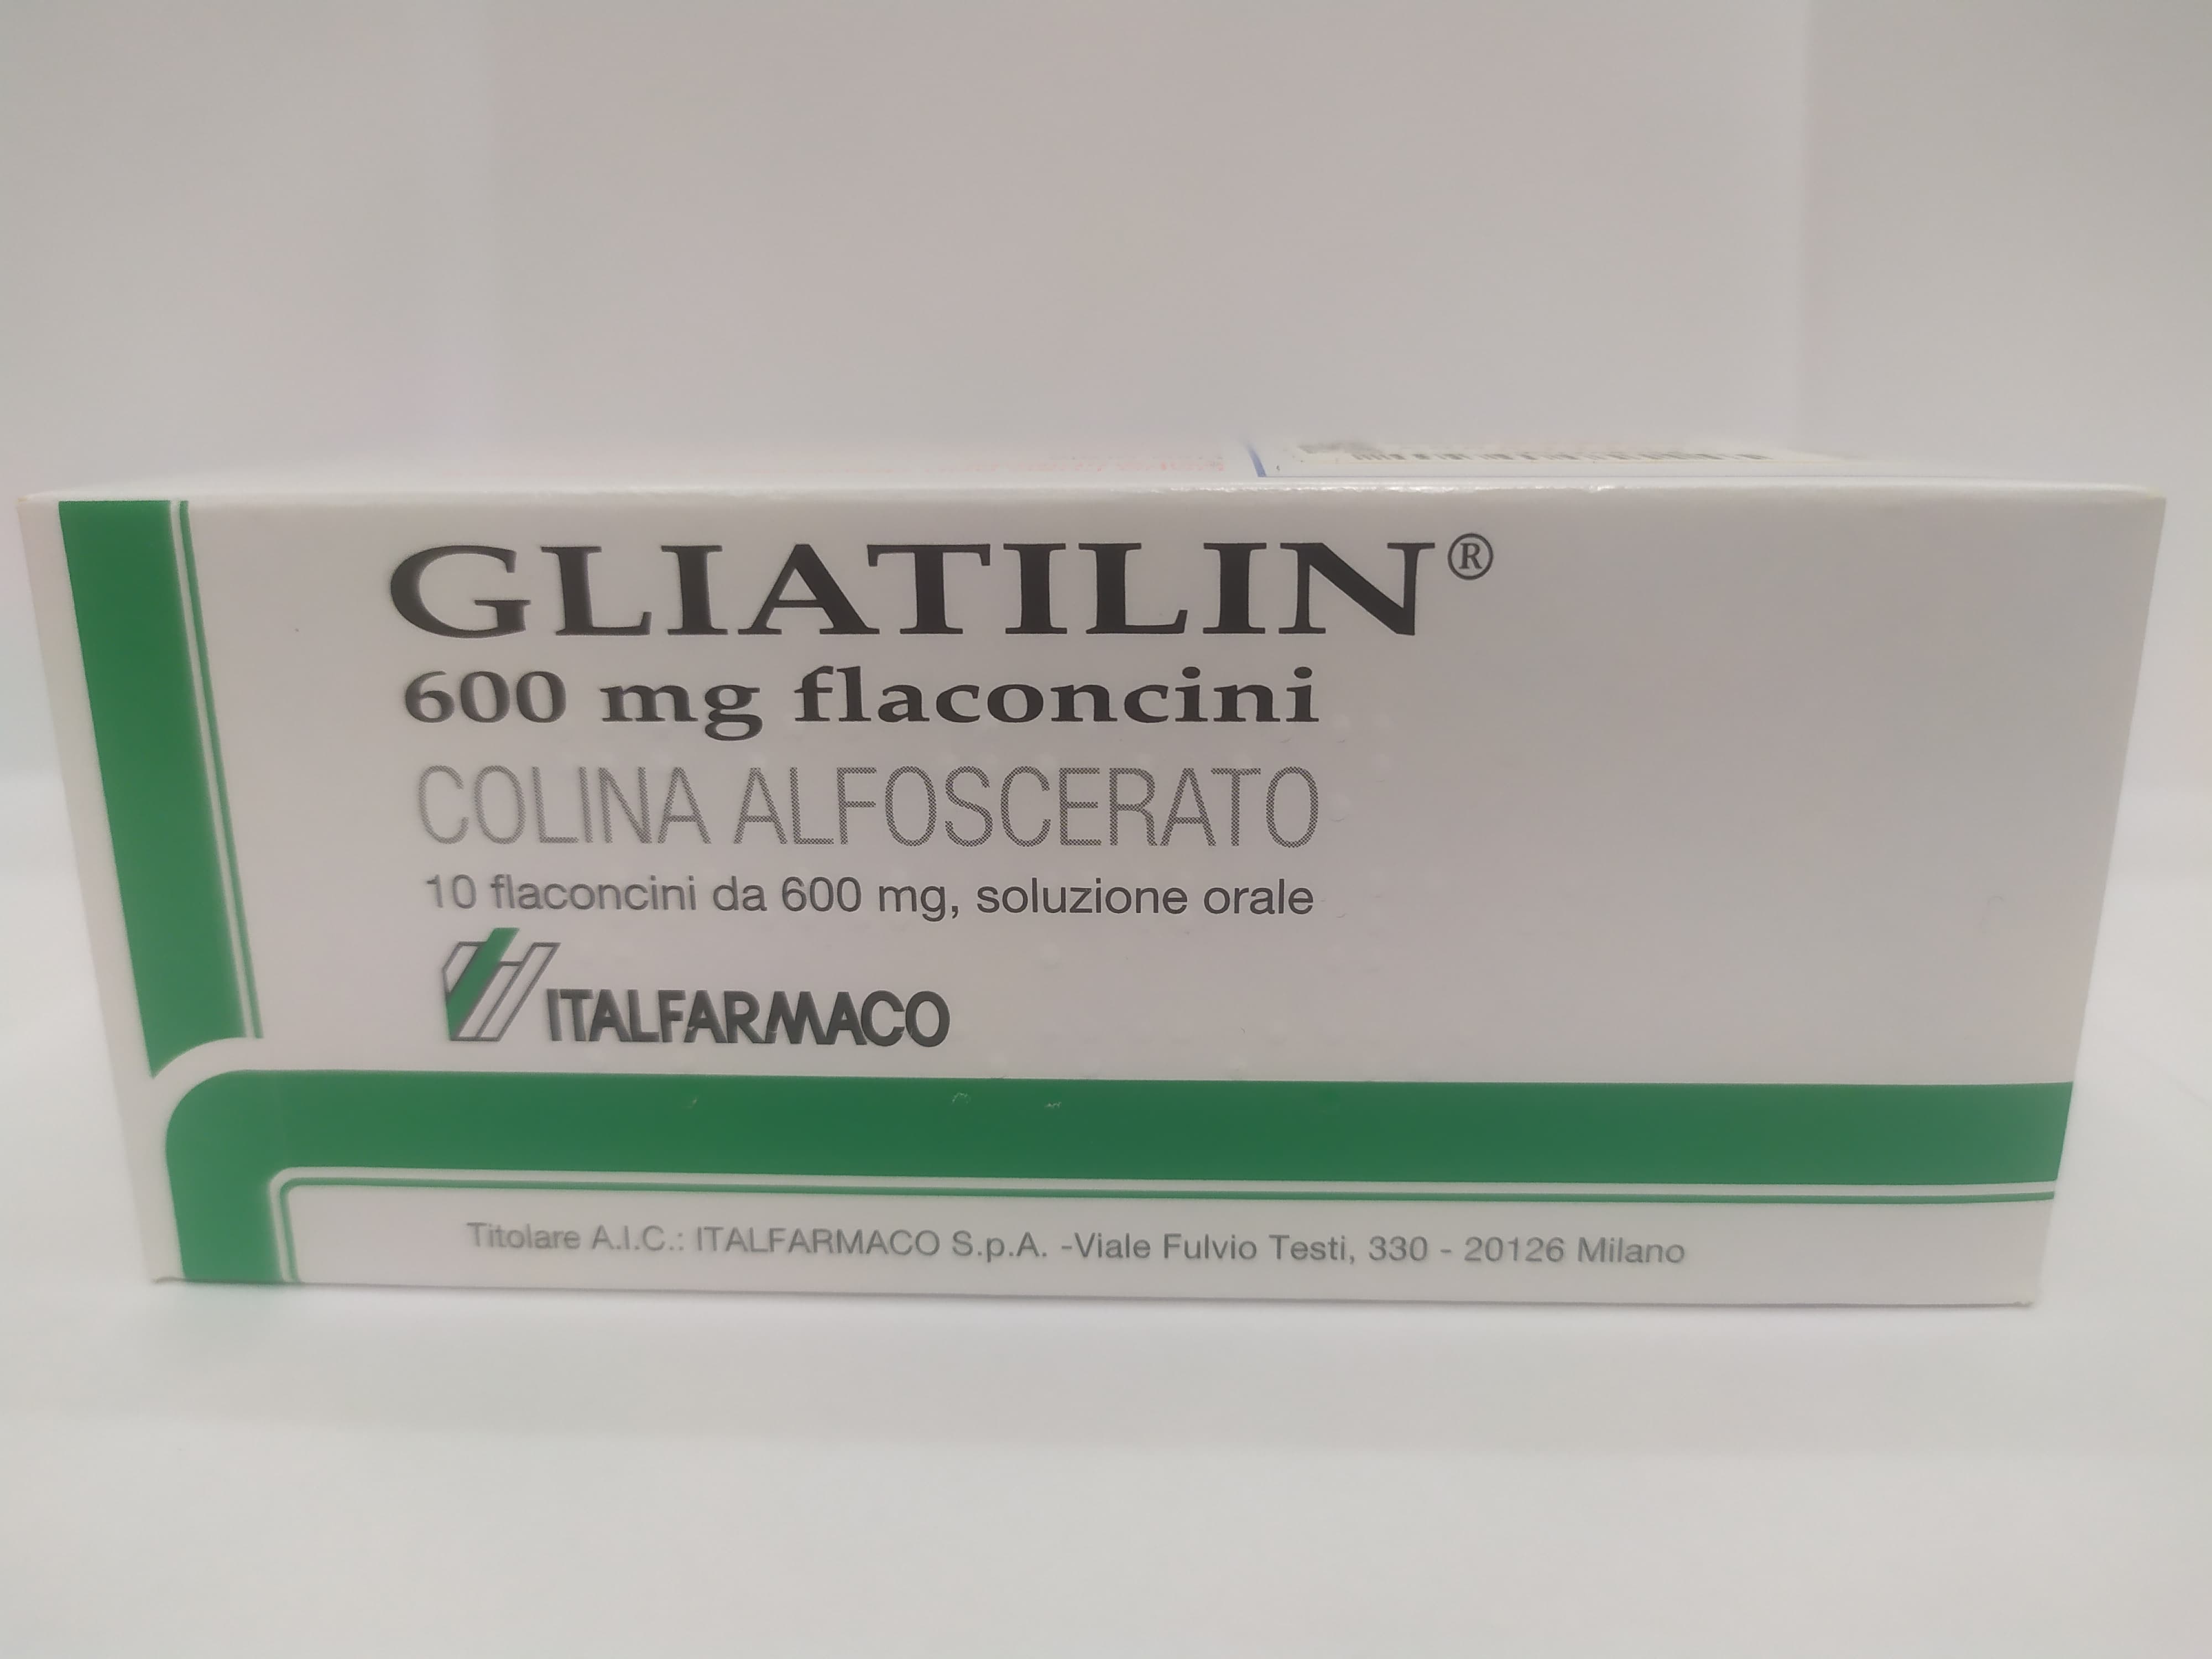 GLIATILIN®
600 mg flaconcini
COLINA ALFOSCERATO
10 flaconcini da 600 mg, soluzione orale
ITALFARMACO
Titolare A.I.C.: ITALFARMACO S.p.A. -Viale Fulvio Testi, 330 - 20126 Milano